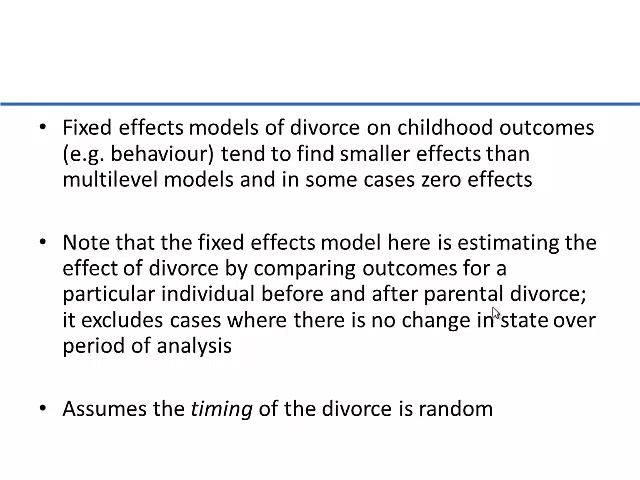 • Fixed effects models of divorce on childhood outcomes
(e.g. behaviour) tend to find smaller effects than
multilevel models and in some cases zero effects
• Note that the fixed effects model here is estimating the
effect of divorce by comparing outcomes for a
particular individual before and after parental divorce;
it excludes cases where there is no change in state over
period of analysis
• Assumes the timing of the divorce is random